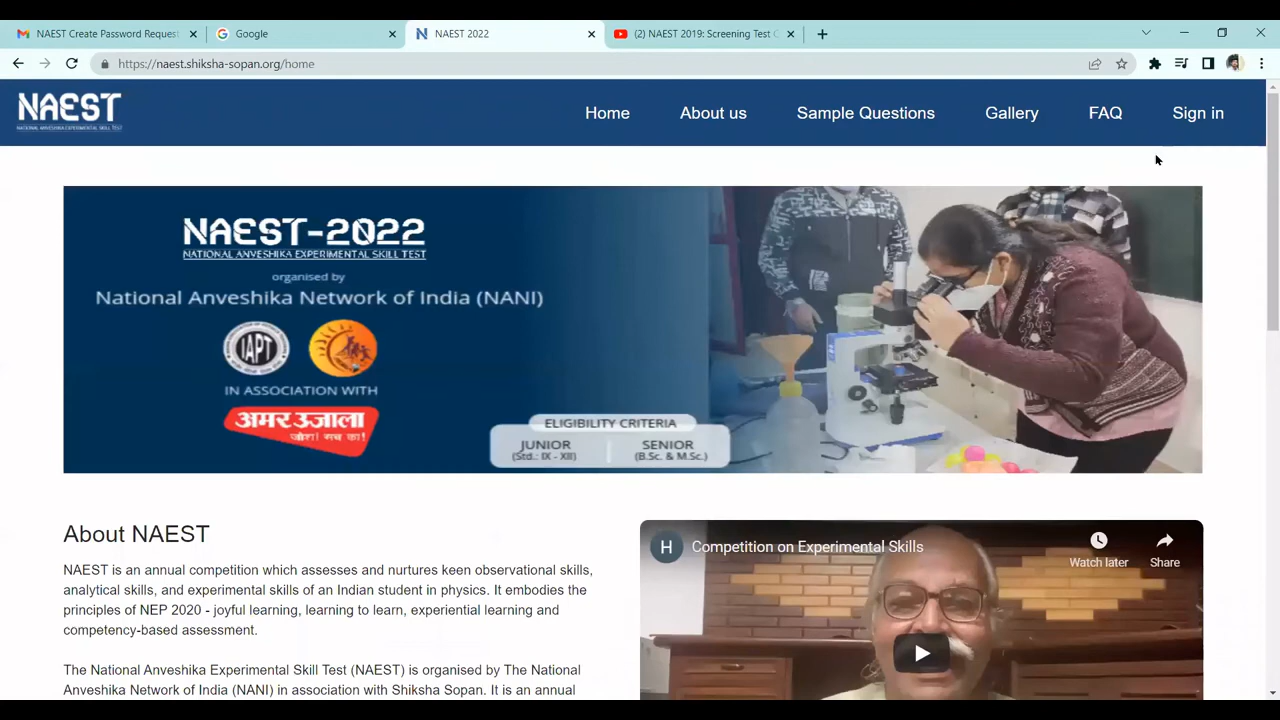 NAEST Create Password Request
Google
NAEST 2022
(2) NAEST 2019: Screening Test
https://naest.shiksha-sopan.org/home
NAEST
NATIONAL ANVESHIKA EXPERIMENTAL SKILL TEST
Home
About us
Sample Questions
Gallery
FAQ
Sign in
NAEST-2022
NATIONAL ANVESHIKA EXPERIMENTAL SKILL TEST
organised by
National Anveshika Network of India (NANI)
IAPT
IN ASSOCIATION WITH
अमर उजाला
जोश! सच का!
ELIGIBILITY CRITERIA
JUNIOR
(Std.: IX - XII)
SENIOR
(B.Sc. & M.Sc.)
About NAEST
NAEST is an annual competition which assesses and nurtures keen observational skills,
analytical skills, and experimental skills of an Indian student in physics. It embodies the
principles of NEP 2020 - joyful learning, learning to learn, experiential learning and
competency-based assessment.
The National Anveshika Experimental Skill Test (NAEST) is organised by The National
Anveshika Network of India (NANI) in association with Shiksha Sopan. It is an annual
H
Competition on Experimental Skills
Watch later
Share